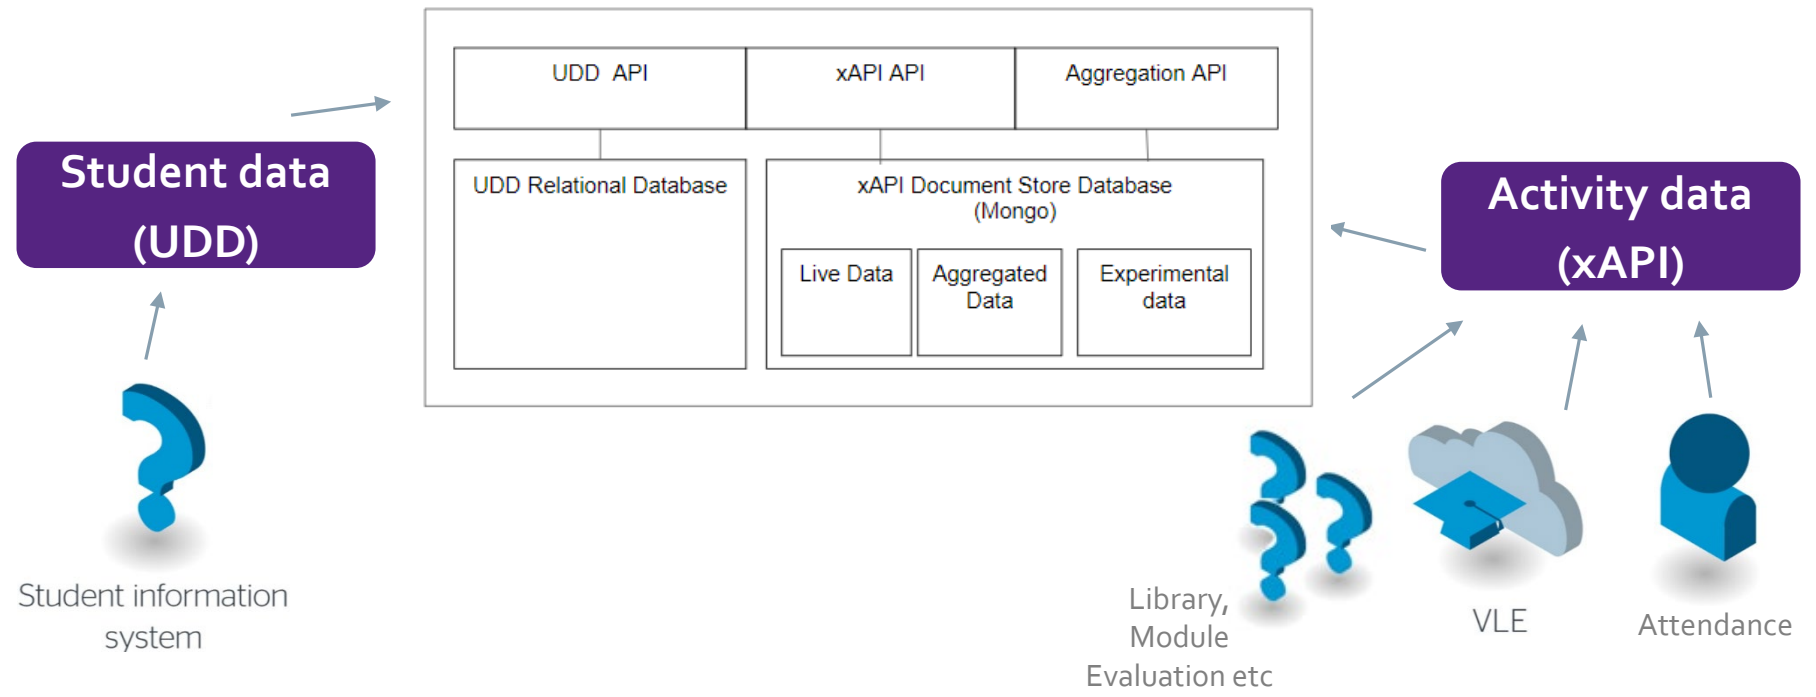 UDD API
xAPI API
Aggregation API
Student data
(UDD)
UDD Relational Database
xAPI Document Store Database
(Mongo)
Live Data
Aggregated
Data
Experimental
data
Activity data
(xAPI)
Student information
system
Library,
Module
Evaluation etc
VLE
Attendance